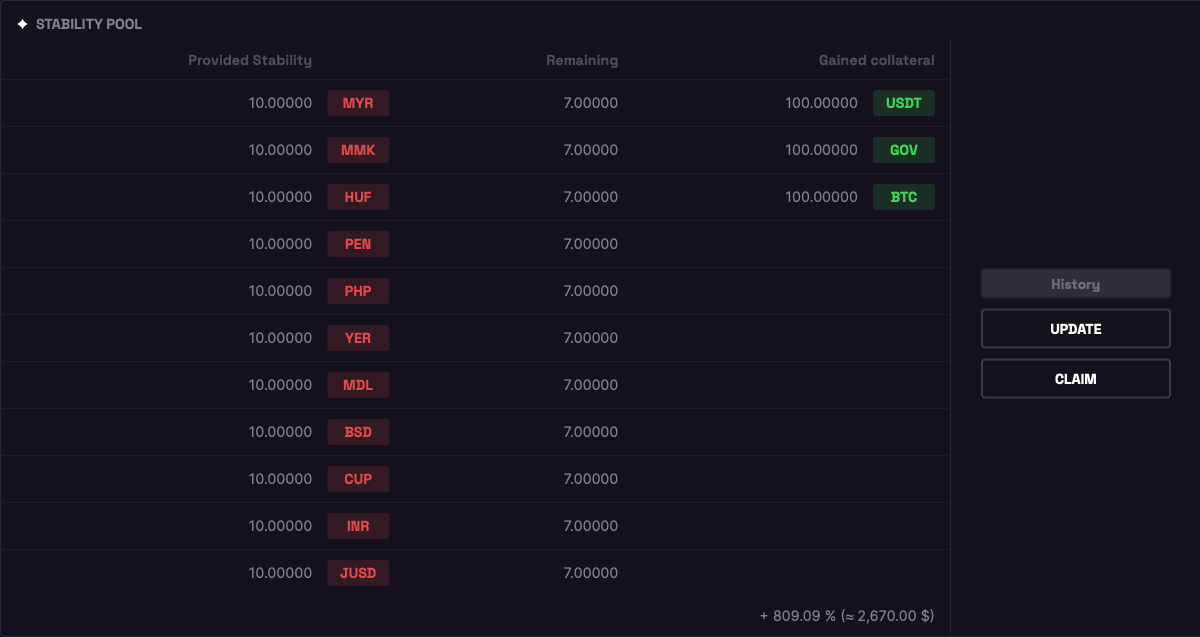 STABILITY POOL
Provided Stability Remaining Gained collateral
10.00000 MYR 7.00000 100.00000 USDT
10.00000 MMK 7.00000 100.00000 GOV
10.00000 HUF 7.00000 100.00000 BTC
10.00000 PEN 7.00000
10.00000 PHP 7.00000
10.00000 YER 7.00000
10.00000 MDL 7.00000
10.00000 BSD 7.00000
10.00000 CUP 7.00000
10.00000 INR 7.00000
10.00000 JUSD 7.00000
+ 809.09 % (≈ 2,670.00 $)
History
UPDATE
CLAIM